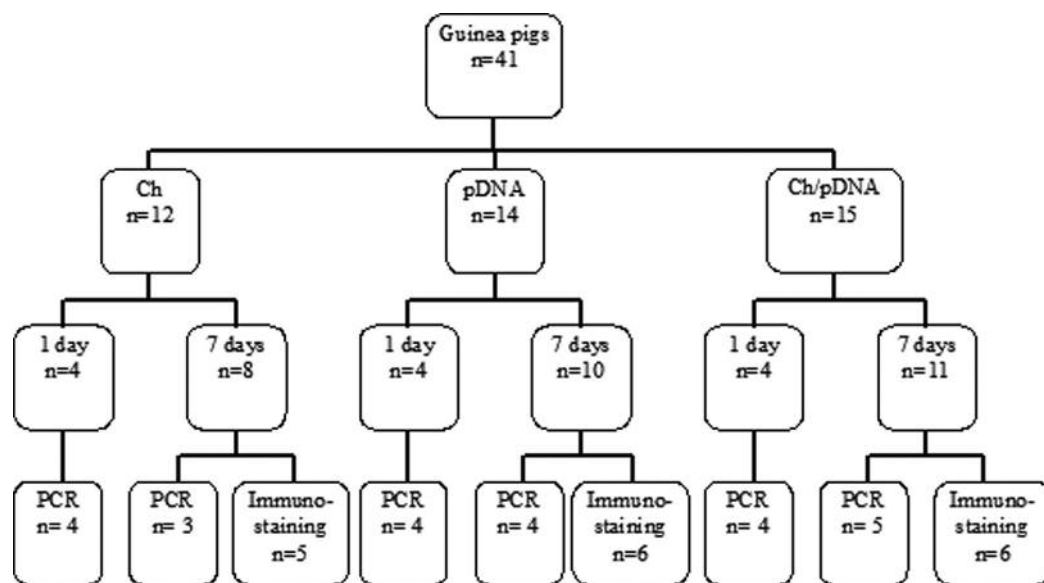 Guinea pigs
n=41
Ch
n=12
pDNA
n=14
Ch/pDNA
n=15
1 day
n=4
7 days
n=8
1 day
n=4
7 days
n=10
1 day
n=4
7 days
n=11
PCR
n= 4
PCR
n= 3
Immuno-
staining
n=5
PCR
n= 4
PCR
n= 4
Immuno-
staining
n=6
PCR
n= 4
PCR
n= 5
Immuno-
staining
n= 6